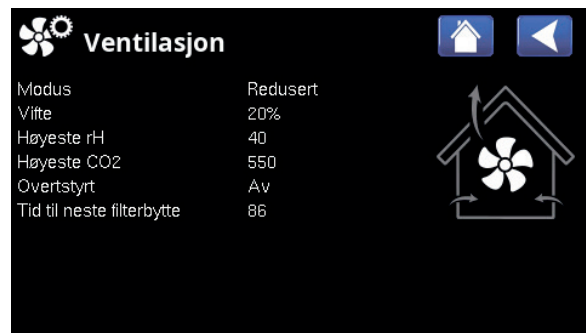 Ventilasjon
Modus Redusert
Vifte 20%
Høyeste rH 40
Høyeste CO2 550
Overtstyrt Av
Tid til neste filterbytte 86